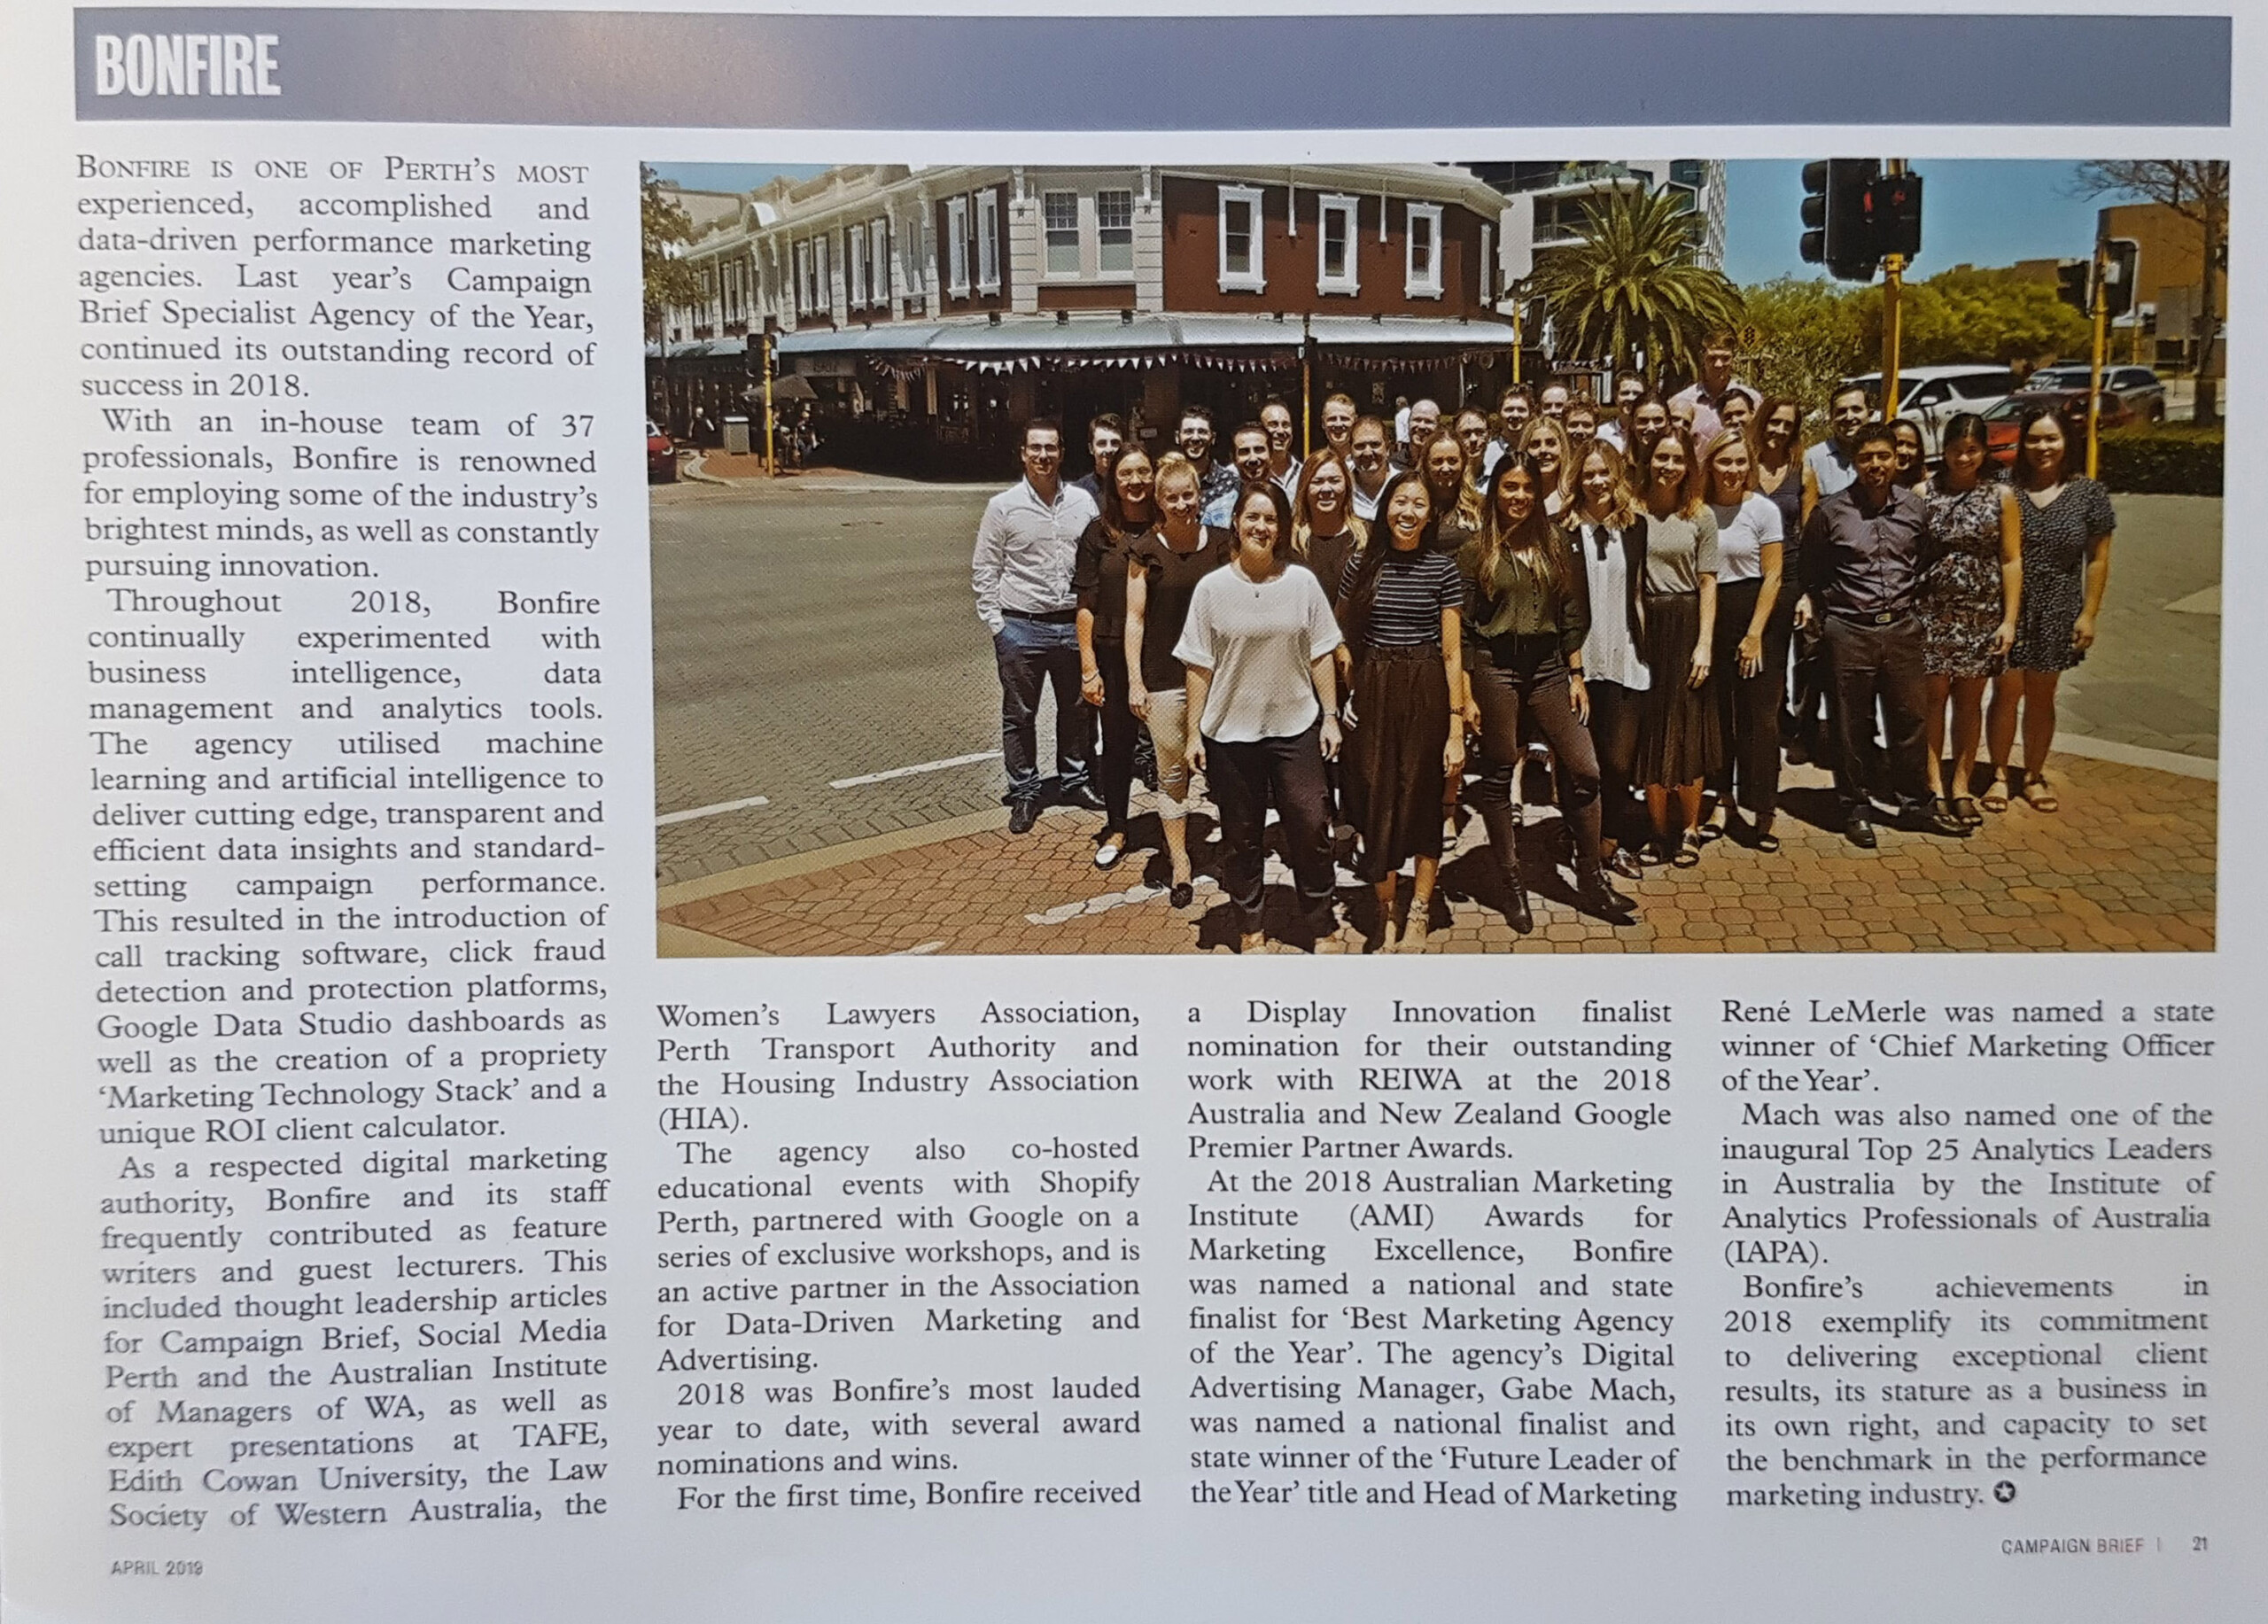 BONFIRE
BONFIRE IS ONE OF PERTH'S MOST
experienced, accomplished and
data-driven performance marketing
agencies. Last year's Campaign
Brief Specialist Agency of the Year,
continued its outstanding record of
success in 2018.
With an in-house team of 37
professionals, Bonfire is renowned
for employing some of the industry's
brightest minds, as well as constantly
pursuing innovation.
Throughout 2018, Bonfire
continually experimented with
business intelligence, data
management and analytics tools.
The agency utilised machine
learning and artificial intelligence to
deliver cutting edge, transparent and
efficient data insights and standard-
setting campaign performance.
This resulted in the introduction of
call tracking software, click fraud
detection and protection platforms,
Google Data Studio dashboards as
well as the creation of a propriety
'Marketing Technology Stack' and a
unique ROI client calculator.
As a respected digital marketing
authority, Bonfire and its staff
frequently contributed as feature
writers and guest lecturers. This
included thought leadership articles
for Campaign Brief, Social Media
Perth and the Australian Institute
of Managers of WA, as well as
expert presentations at TAFE,
Edith Cowan University, the Law
Society of Western Australia, the
Women's Lawyers Association,
Perth Transport Authority and
the Housing Industry Association
(HIA).
The agency also co-hosted
educational events with Shopify
Perth, partnered with Google on a
series of exclusive workshops, and is
an active partner in the Association
for Data-Driven Marketing and
Advertising.
2018 was Bonfire's most lauded
year to date, with several award
nominations and wins.
For the first time, Bonfire received
a Display Innovation finalist
nomination for their outstanding
work with REIWA at the 2018
Australia and New Zealand Google
Premier Partner Awards.
At the 2018 Australian Marketing
Institute (AMI) Awards for
Marketing Excellence, Bonfire
was named a national and state
finalist for 'Best Marketing Agency
of the Year'. The agency's Digital
Advertising Manager, Gabe Mach,
was named a national finalist and
state winner of the 'Future Leader of
the Year' title and Head of Marketing
René LeMerle was named a state
winner of 'Chief Marketing Officer
of the Year'.
Mach was also named one of the
inaugural Top 25 Analytics Leaders
in Australia by the Institute of
Analytics Professionals of Australia
(IAPA).
Bonfire's achievements in
2018 exemplify its commitment
to delivering exceptional client
results, its stature as a business in
its own right, and capacity to set
the benchmark in the performance
marketing industry. ✪
APRIL 2019
CAMPAIGN BRIEF | 21